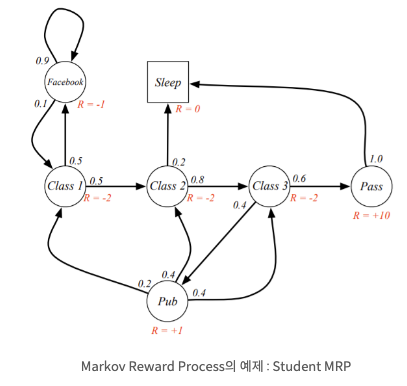 0.9
Facebook
Sleep
0.1
R = -1
R = 0
1.0
0.5
0.2
Class 1
0.5
R = -2
Class 2
0.8
R = -2
Class 3
0.6
R = -2
Pass
0.4
R = +10
0.2
0.4
0.4
Pub
R = +1
Markov Reward Process의 예제 : Student MRP